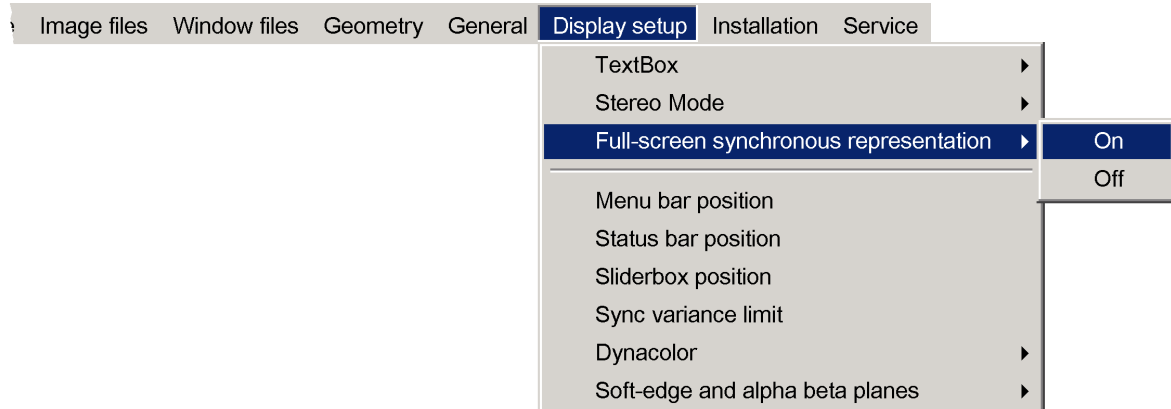 Image files Window files Geometry General Display setup Installation Service
TextBox
Stereo Mode
Full-screen synchronous representation
On
Off
Menu bar position
Status bar position
Sliderbox position
Sync variance limit
Dynacolor
Soft-edge and alpha beta planes